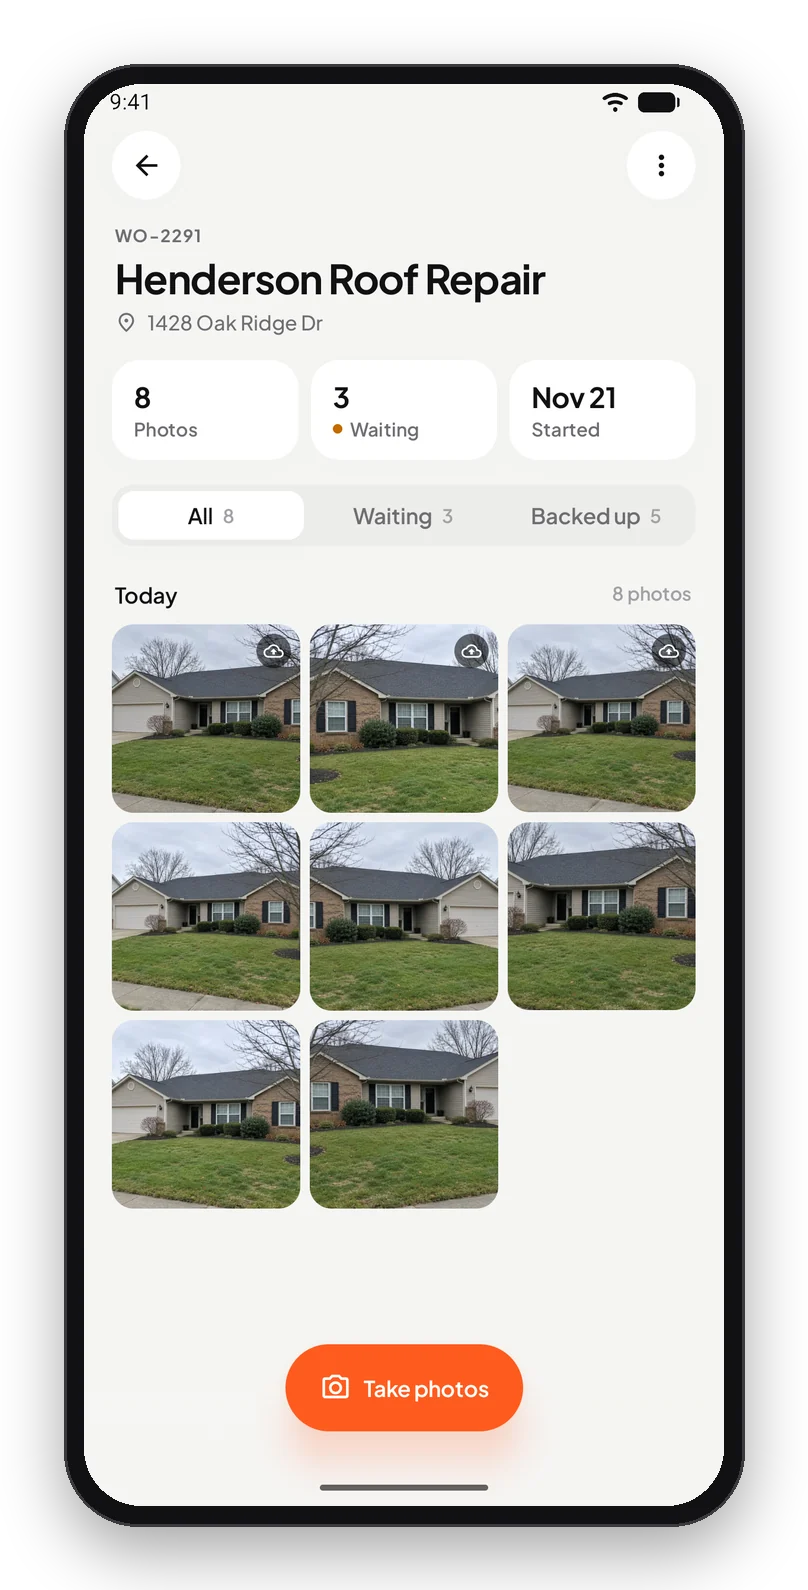 9:41
WO-2291
Henderson Roof Repair
1428 Oak Ridge Dr
8
Photos
3
Waiting
Nov 21
Started
All 8
Waiting 3
Backed up 5
Today
8 photos
Take photos